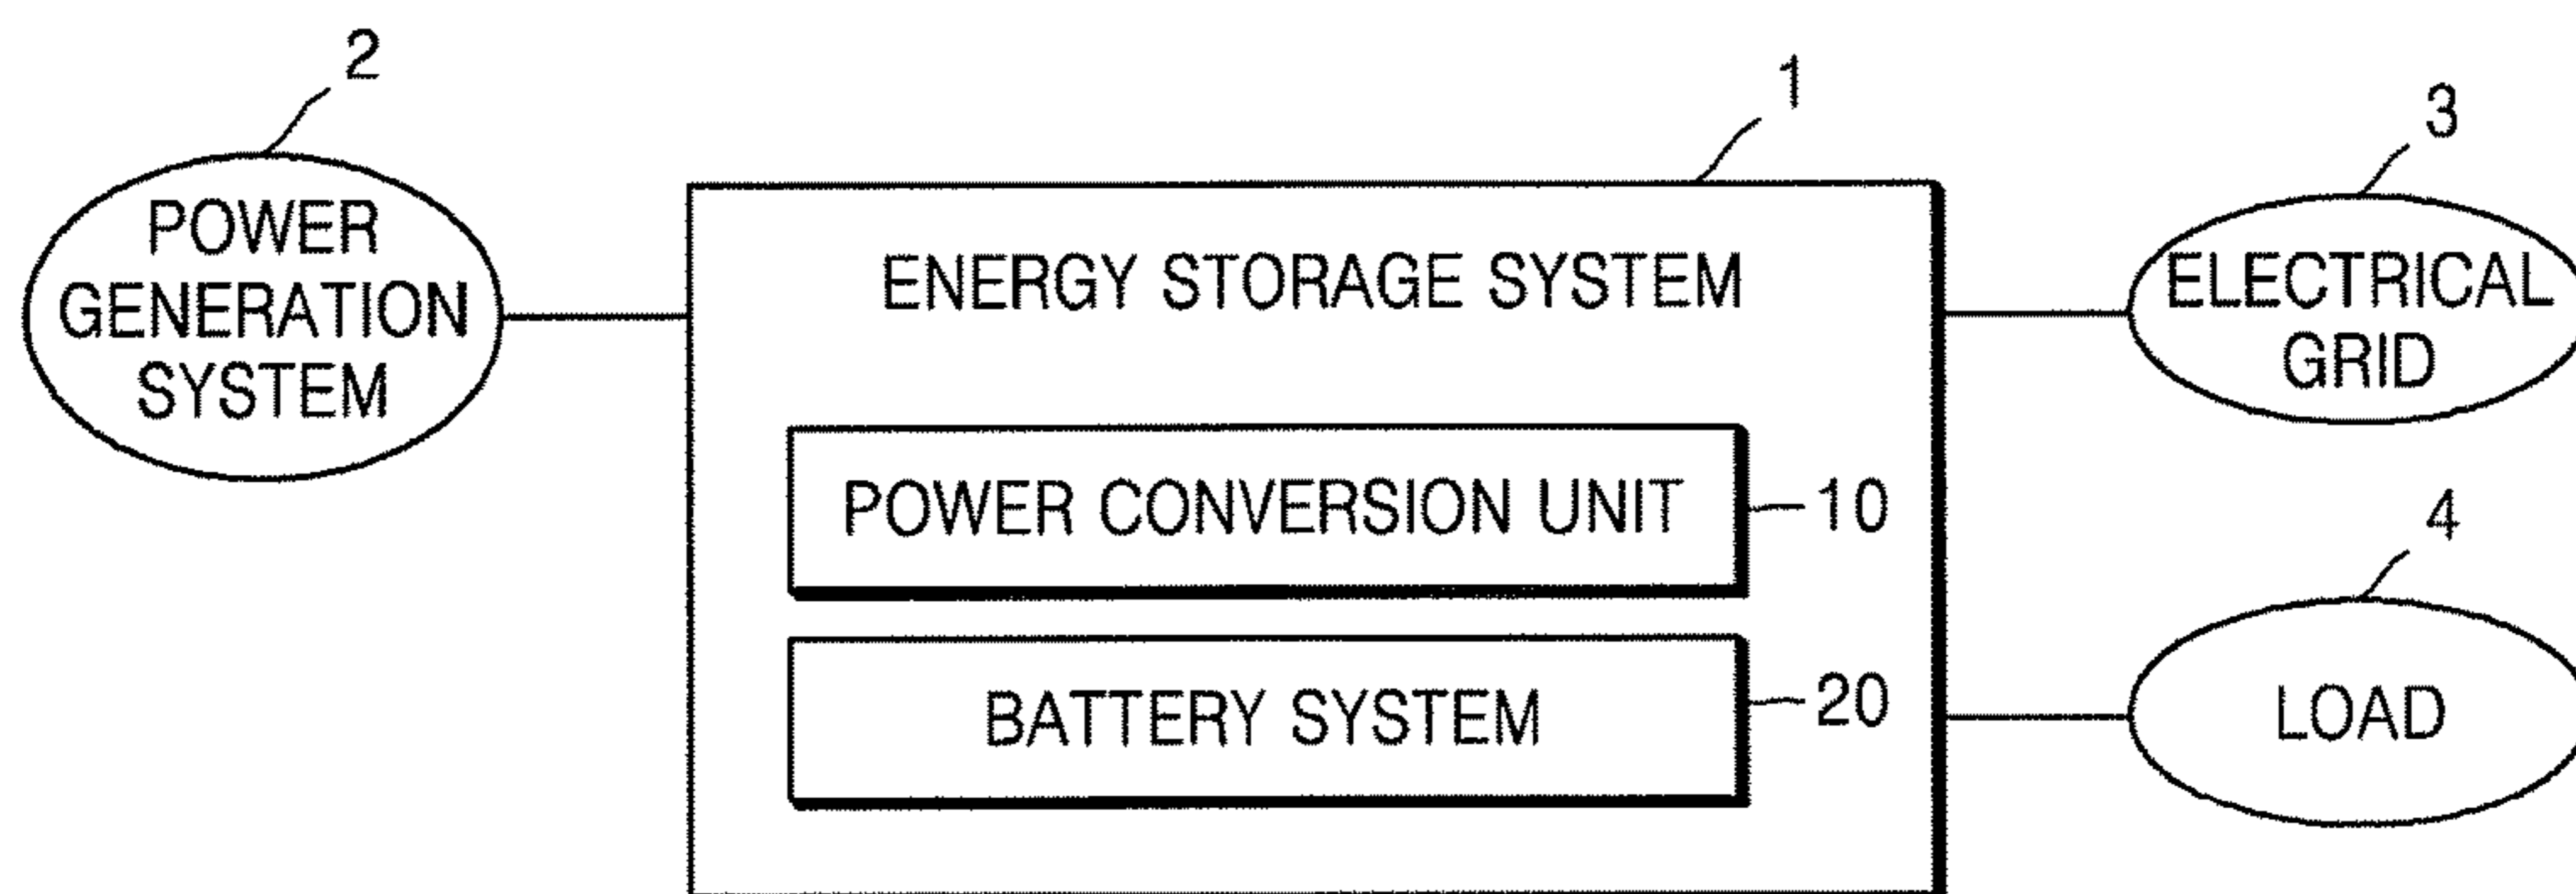 2
1
3
POWER
GENERATION
SYSTEM
ENERGY STORAGE SYSTEM
ELECTRICAL
GRID
POWER CONVERSION UNIT
10
4
BATTERY SYSTEM
20
LOAD